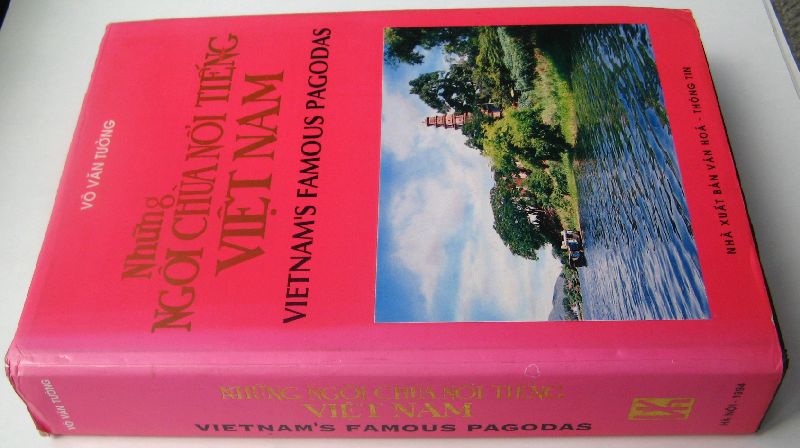 VÕ VĂN TƯỜNG
Những
NGÔI CHÙA NỔI TIẾNG
VIỆT NAM
VIETNAM'S FAMOUS PAGODAS
NHÀ XUẤT BẢN VĂN HOÁ - THÔNG TIN
VÕ VĂN TƯỜNG
NHỮNG NGÔI CHÙA NỔI TIẾNG
VIỆT NAM
VIETNAM'S FAMOUS PAGODAS
HÀ NỘI - 1994